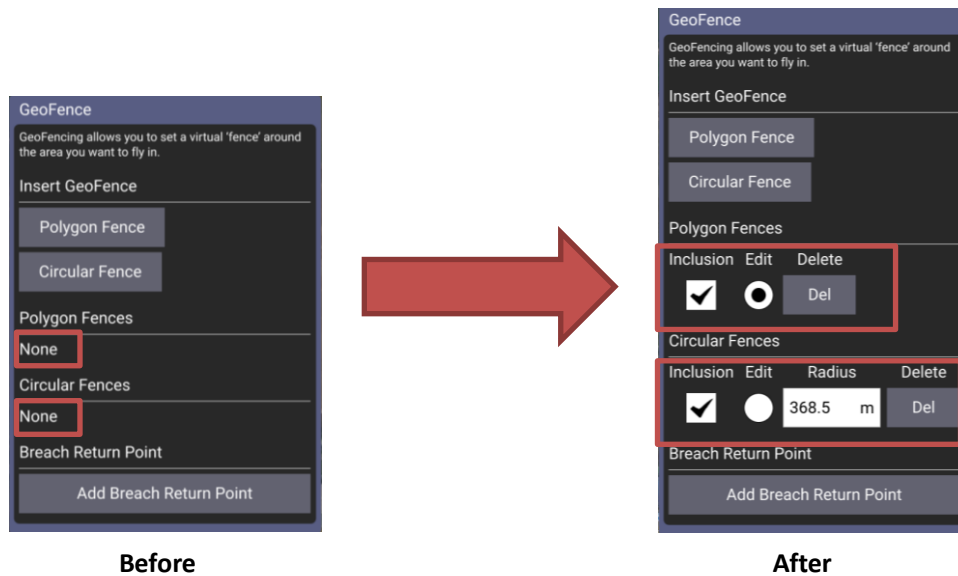 GeoFence
GeoFencing allows you to set a virtual 'fence' around
the area you want to fly in.
Insert GeoFence
Polygon Fence
Circular Fence
Polygon Fences
None
Circular Fences
None
Breach Return Point
Add Breach Return Point
Before
GeoFence
GeoFencing allows you to set a virtual 'fence' around
the area you want to fly in.
Insert GeoFence
Polygon Fence
Circular Fence
Polygon Fences
Inclusion Edit Delete
Del
Circular Fences
Inclusion Edit Radius Delete
368.5 m Del
Breach Return Point
Add Breach Return Point
After